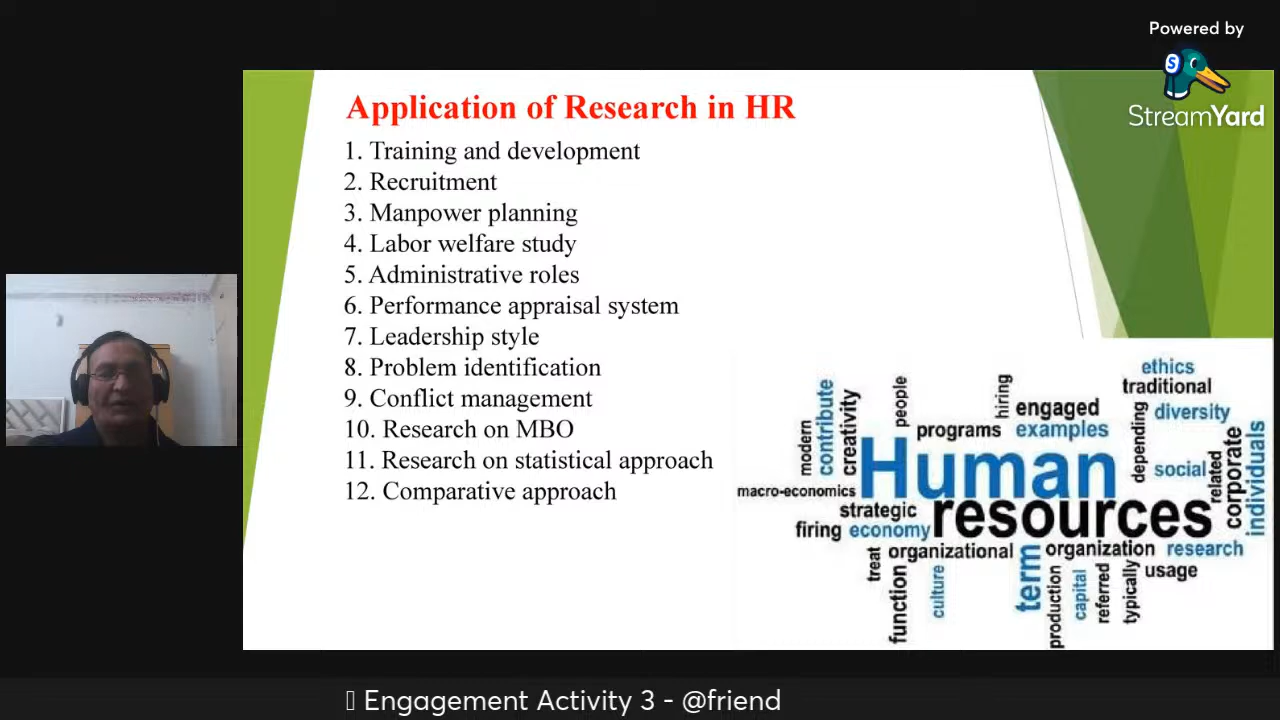 Powered by
StreamYard
Application of Research in HR
1. Training and development
2. Recruitment
3. Manpower planning
4. Labor welfare study
5. Administrative roles
6. Performance appraisal system
7. Leadership style
8. Problem identification
9. Conflict management
10. Research on MBO
11. Research on statistical approach
12. Comparative approach
ethics
traditional
hiring
people
engaged
diversity
modern
contribute
creativity
programs
examples
depending
Human
social
related
corporate
individuals
macro-economics
strategic
resources
firing
economy
treat
organizational
organization
research
function
culture
term
production
capital
referred
typically
usage
Engagement Activity 3 - @friend